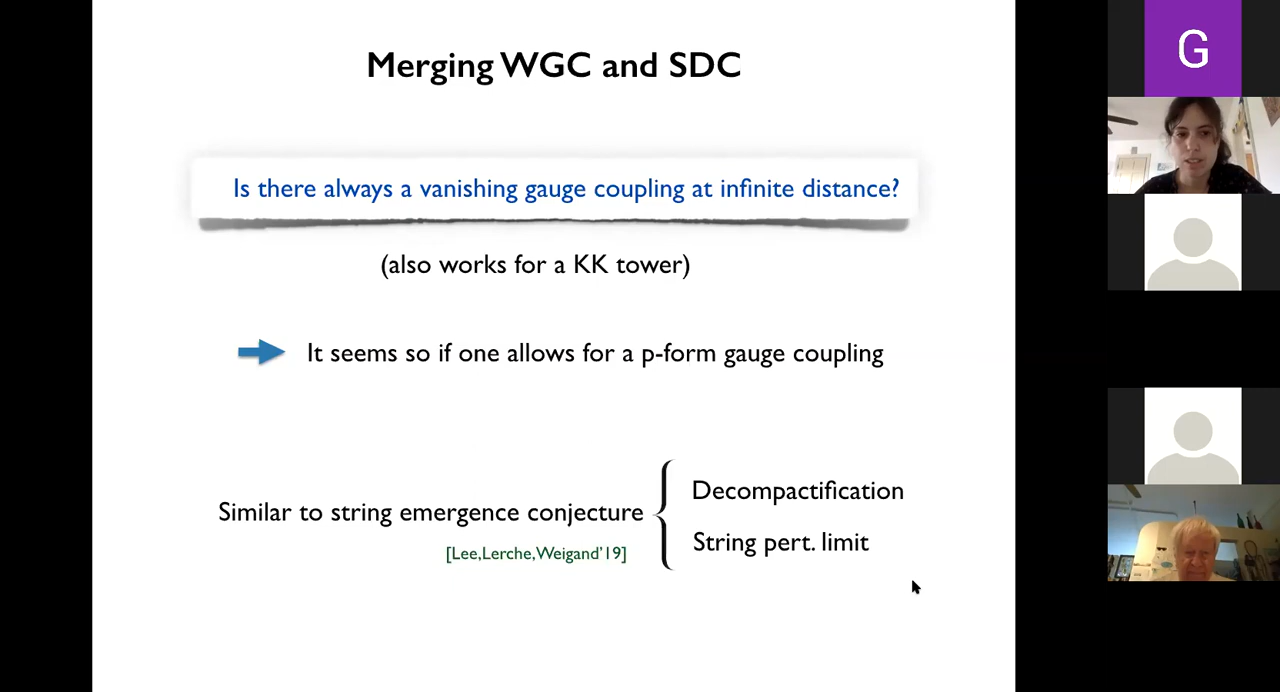 Merging WGC and SDC
Is there always a vanishing gauge coupling at infinite distance?
(also works for a KK tower)
It seems so if one allows for a p-form gauge coupling
Similar to string emergence conjecture
[Lee,Lerche,Weigand'19]
Decompactification
String pert. limit
G